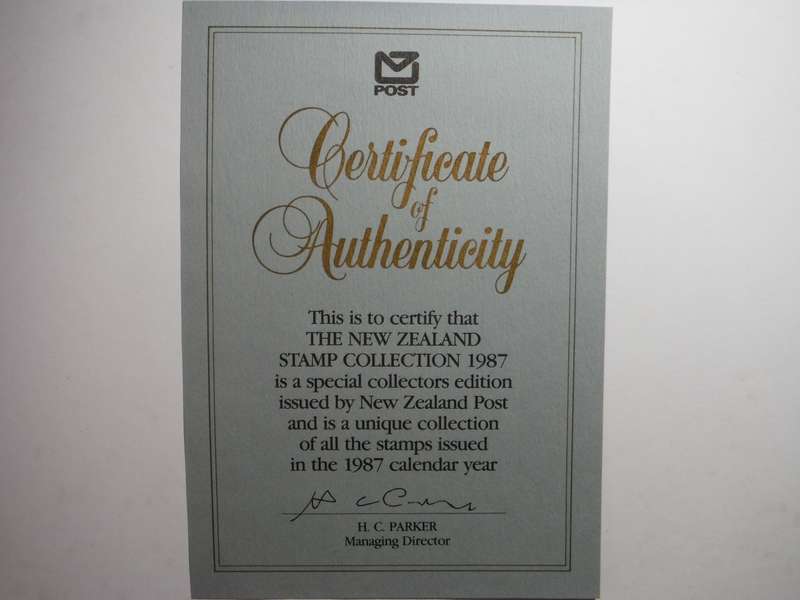 POST
Certificate
of
Authenticity
This is to certify that
THE NEW ZEALAND
STAMP COLLECTION 1987
is a special collectors edition
issued by New Zealand Post
and is a unique collection
of all the stamps issued
in the 1987 calendar year
H. C. PARKER
Managing Director